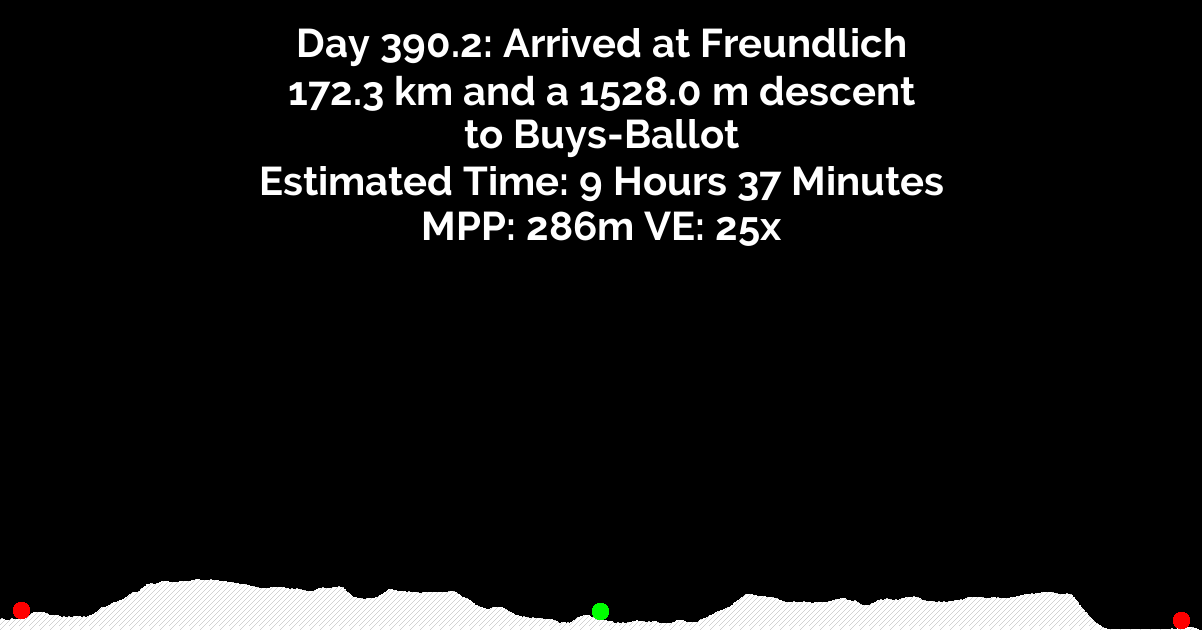 Day 390.2: Arrived at Freundlich
172.3 km and a 1528.0 m descent
to Buys-Ballot
Estimated Time: 9 Hours 37 Minutes
MPP: 286m VE: 25x